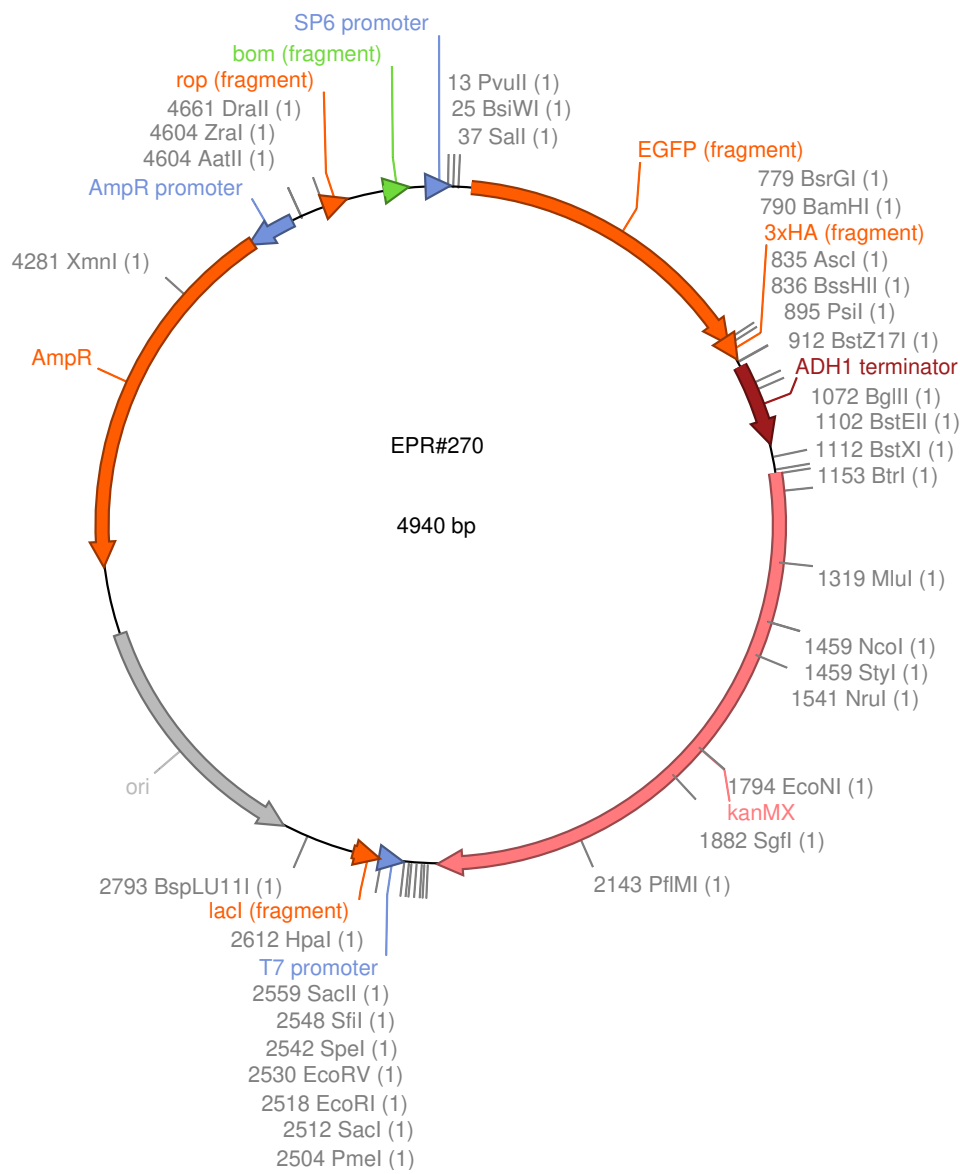 SP6 promoter
bom (fragment)
rop (fragment)
4661 DraII (1)
4604 ZraI (1)
4604 AatII (1)
AmpR promoter
4281 XmnI (1)
AmpR
13 PvuII (1)
25 BsiWI (1)
37 SalI (1)
EGFP (fragment)
779 BsrGI (1)
790 BamHI (1)
3xHA (fragment)
835 AscI (1)
836 BssHII (1)
895 PsiI (1)
912 BstZ17I (1)
ADH1 terminator
1072 BglII (1)
1102 BstEII (1)
1112 BstXI (1)
1153 BtrI (1)
EPR#270
4940 bp
1319 MluI (1)
1459 NcoI (1)
1459 StyI (1)
1541 NruI (1)
1794 EcoNI (1)
kanMX
1882 SgfI (1)
2143 PflMI (1)
ori
2793 BspLU11I (1)
lacI (fragment)
2612 HpaI (1)
T7 promoter
2559 SacII (1)
2548 SfiI (1)
2542 SpeI (1)
2530 EcoRV (1)
2518 EcoRI (1)
2512 SacI (1)
2504 PmeI (1)